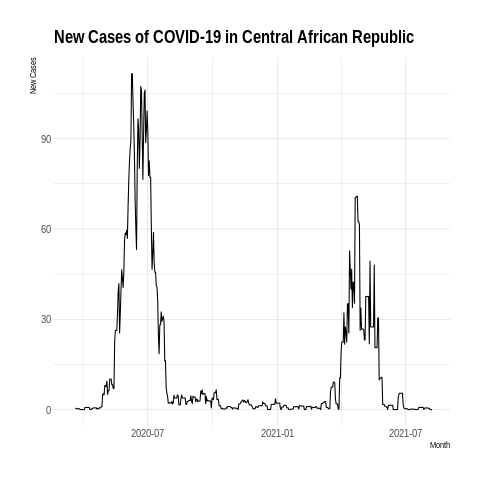 New Cases of COVID-19 in Central African Republic
New Cases
90
60
30
0
2020-07
2021-01
2021-07
Month